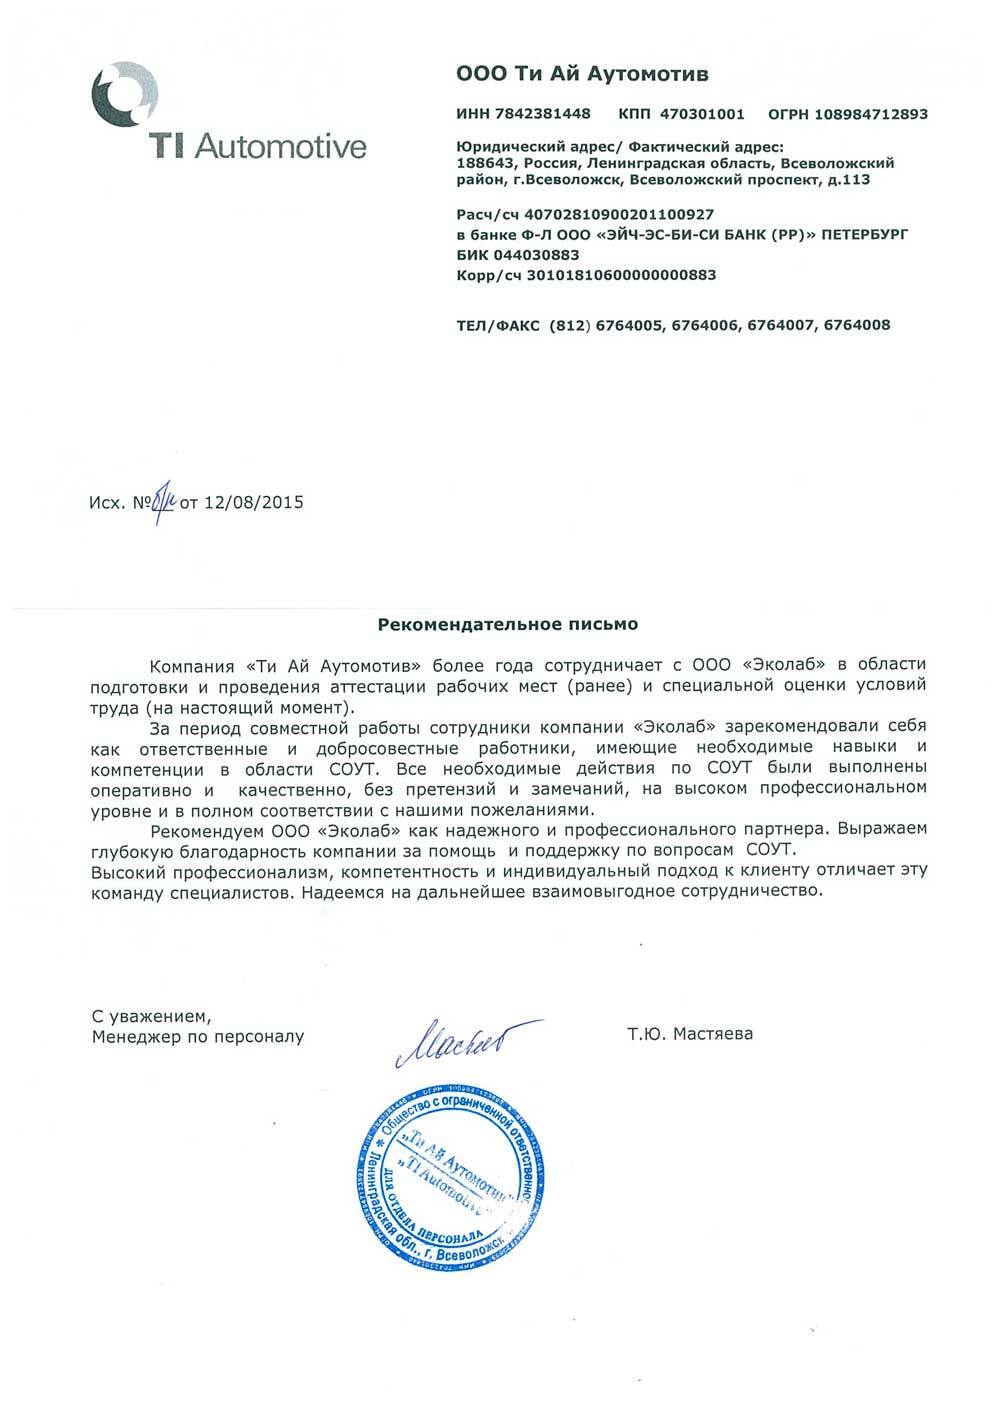 TI Automotive
ООО Ти Ай Аутомотив
ИНН 7842381448 КПП 470301001 ОГРН 108984712893
Юридический адрес/ Фактический адрес:
188643, Россия, Ленинградская область, Всеволожский
район, г.Всеволожск, Всеволожский проспект, д.113
Расч/сч 40702810900201100927
в банке Ф-Л ООО «ЭЙЧ-ЭС-БИ-СИ БАНК (РР)» ПЕТЕРБУРГ
БИК 044030883
Корр/сч 30101810600000000883
ТЕЛ/ФАКС (812) 6764005, 6764006, 6764007, 6764008
Исх. № б/н от 12/08/2015
Рекомендательное письмо
Компания «Ти Ай Аутомотив» более года сотрудничает с ООО «Эколаб» в области
подготовки и проведения аттестации рабочих мест (ранее) и специальной оценки условий
труда (на настоящий момент).
За период совместной работы сотрудники компании «Эколаб» зарекомендовали себя
как ответственные и добросовестные работники, имеющие необходимые навыки и
компетенции в области СОУТ. Все необходимые действия по СОУТ были выполнены
оперативно и качественно, без претензий и замечаний, на высоком профессиональном
уровне и в полном соответствии с нашими пожеланиями.
Рекомендуем ООО «Эколаб» как надежного и профессионального партнера. Выражаем
глубокую благодарность компании за помощь и поддержку по вопросам СОУТ.
Высокий профессионализм, компетентность и индивидуальный подход к клиенту отличает эту
команду специалистов. Надеемся на дальнейшее взаимовыгодное сотрудничество.
С уважением,
Менеджер по персоналу
Т.Ю. Мастяева
Общество с ограниченной
Ленинградская обл., г. Всеволожск
„Ти Ай Аутомотив"
„TI Automotive"
ДЛЯ ОТДЕЛА ПЕРСОНАЛА